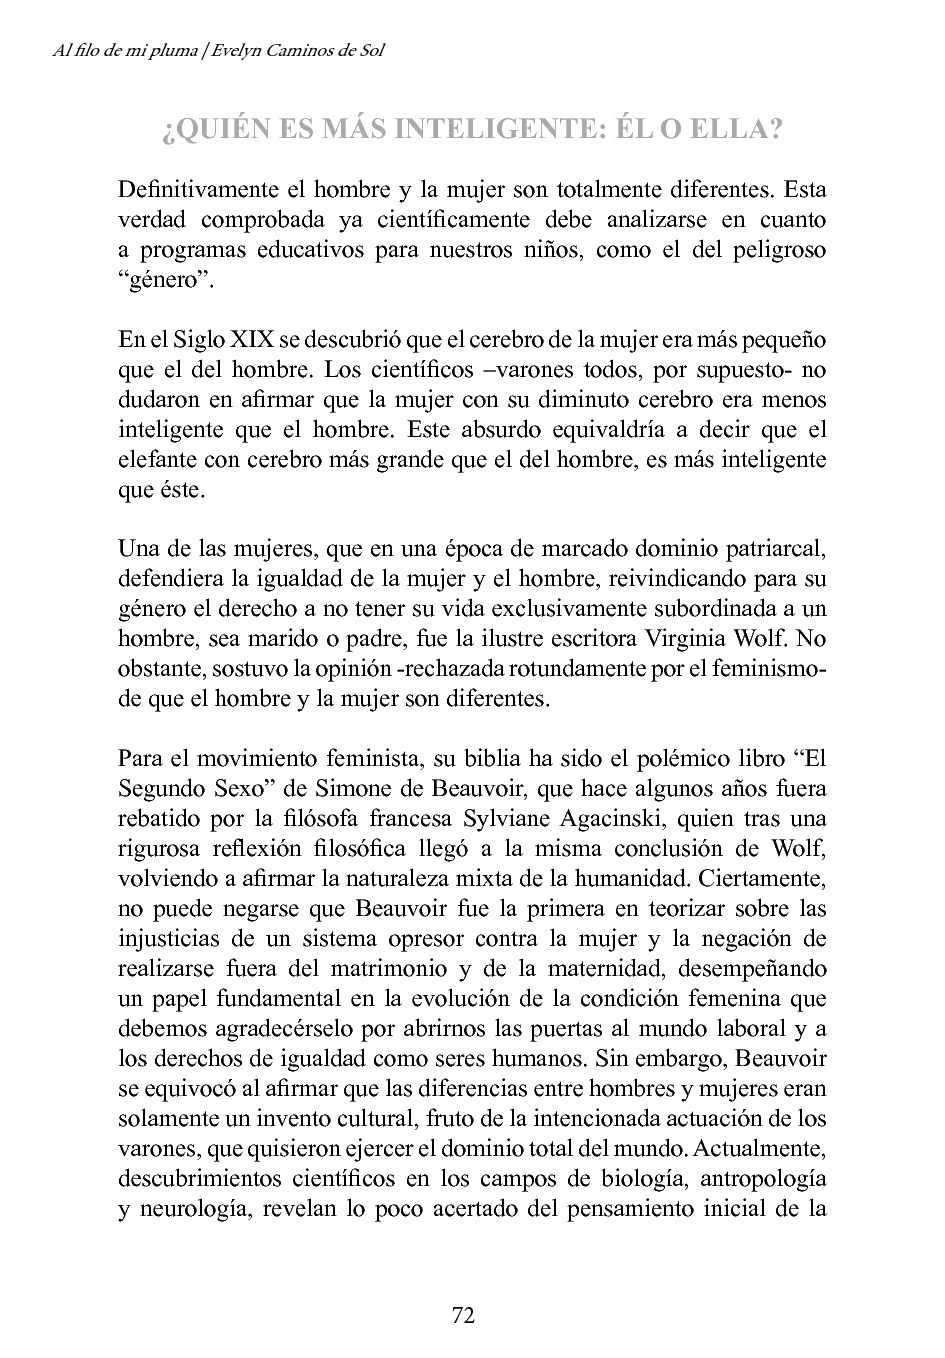 Al filo de mi pluma / Evelyn Caminos de Sol
¿QUIÉN ES MÁS INTELIGENTE: ÉL O ELLA?
Definitivamente el hombre y la mujer son totalmente diferentes. Esta
verdad comprobada ya científicamente debe analizarse en cuanto
a programas educativos para nuestros niños, como el del peligroso
“género”.
En el Siglo XIX se descubrió que el cerebro de la mujer era más pequeño
que el del hombre. Los científicos –varones todos, por supuesto- no
dudaron en afirmar que la mujer con su diminuto cerebro era menos
inteligente que el hombre. Este absurdo equivaldría a decir que el
elefante con cerebro más grande que el del hombre, es más inteligente
que éste.
Una de las mujeres, que en una época de marcado dominio patriarcal,
defendiera la igualdad de la mujer y el hombre, reivindicando para su
género el derecho a no tener su vida exclusivamente subordinada a un
hombre, sea marido o padre, fue la ilustre escritora Virginia Wolf. No
obstante, sostuvo la opinión -rechazada rotundamente por el feminismo-
de que el hombre y la mujer son diferentes.
Para el movimiento feminista, su biblia ha sido el polémico libro “El
Segundo Sexo” de Simone de Beauvoir, que hace algunos años fuera
rebatido por la filósofa francesa Sylviane Agacinski, quien tras una
rigurosa reflexión filosófica llegó a la misma conclusión de Wolf,
volviendo a afirmar la naturaleza mixta de la humanidad. Ciertamente,
no puede negarse que Beauvoir fue la primera en teorizar sobre las
injusticias de un sistema opresor contra la mujer y la negación de
realizarse fuera del matrimonio y de la maternidad, desempeñando
un papel fundamental en la evolución de la condición femenina que
debemos agradecérselo por abrirnos las puertas al mundo laboral y a
los derechos de igualdad como seres humanos. Sin embargo, Beauvoir
se equivocó al afirmar que las diferencias entre hombres y mujeres eran
solamente un invento cultural, fruto de la intencionada actuación de los
varones, que quisieron ejercer el dominio total del mundo. Actualmente,
descubrimientos científicos en los campos de biología, antropología
y neurología, revelan lo poco acertado del pensamiento inicial de la
72